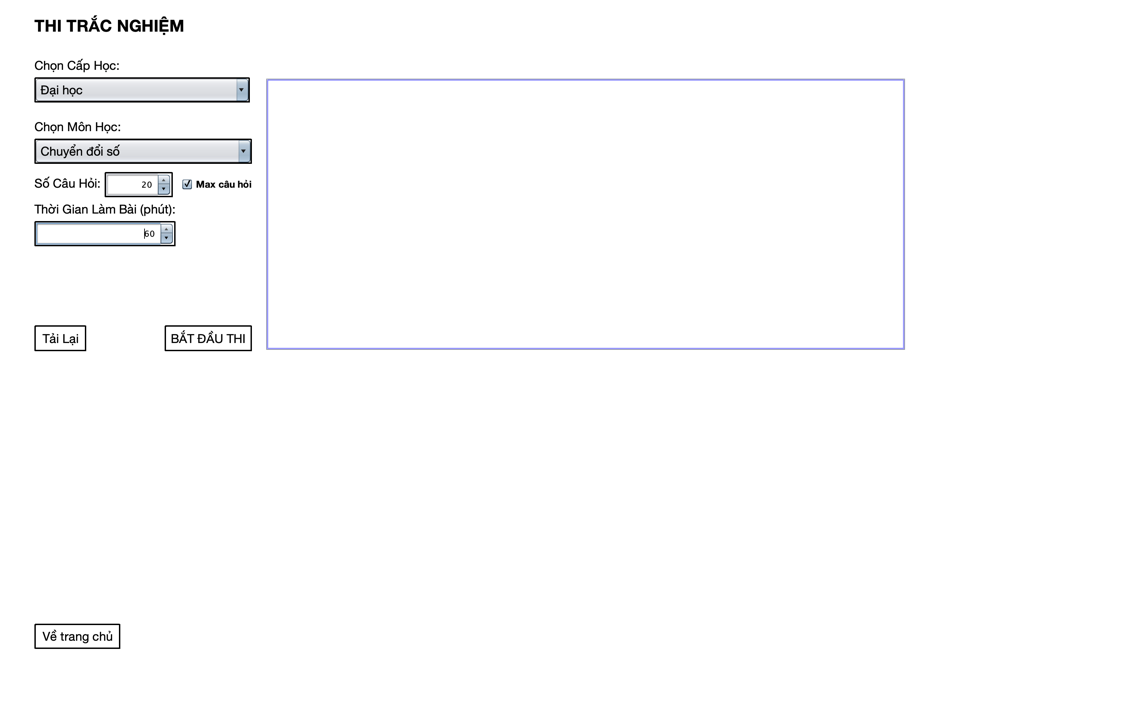 THI TRẮC NGHIỆM
Chọn Cấp Học:
Đại học
Chọn Môn Học:
Chuyển đổi số
Số Câu Hỏi: 20 Max câu hỏi
Thời Gian Làm Bài (phút):
60
Tải Lại BẮT ĐẦU THI
Về trang chủ